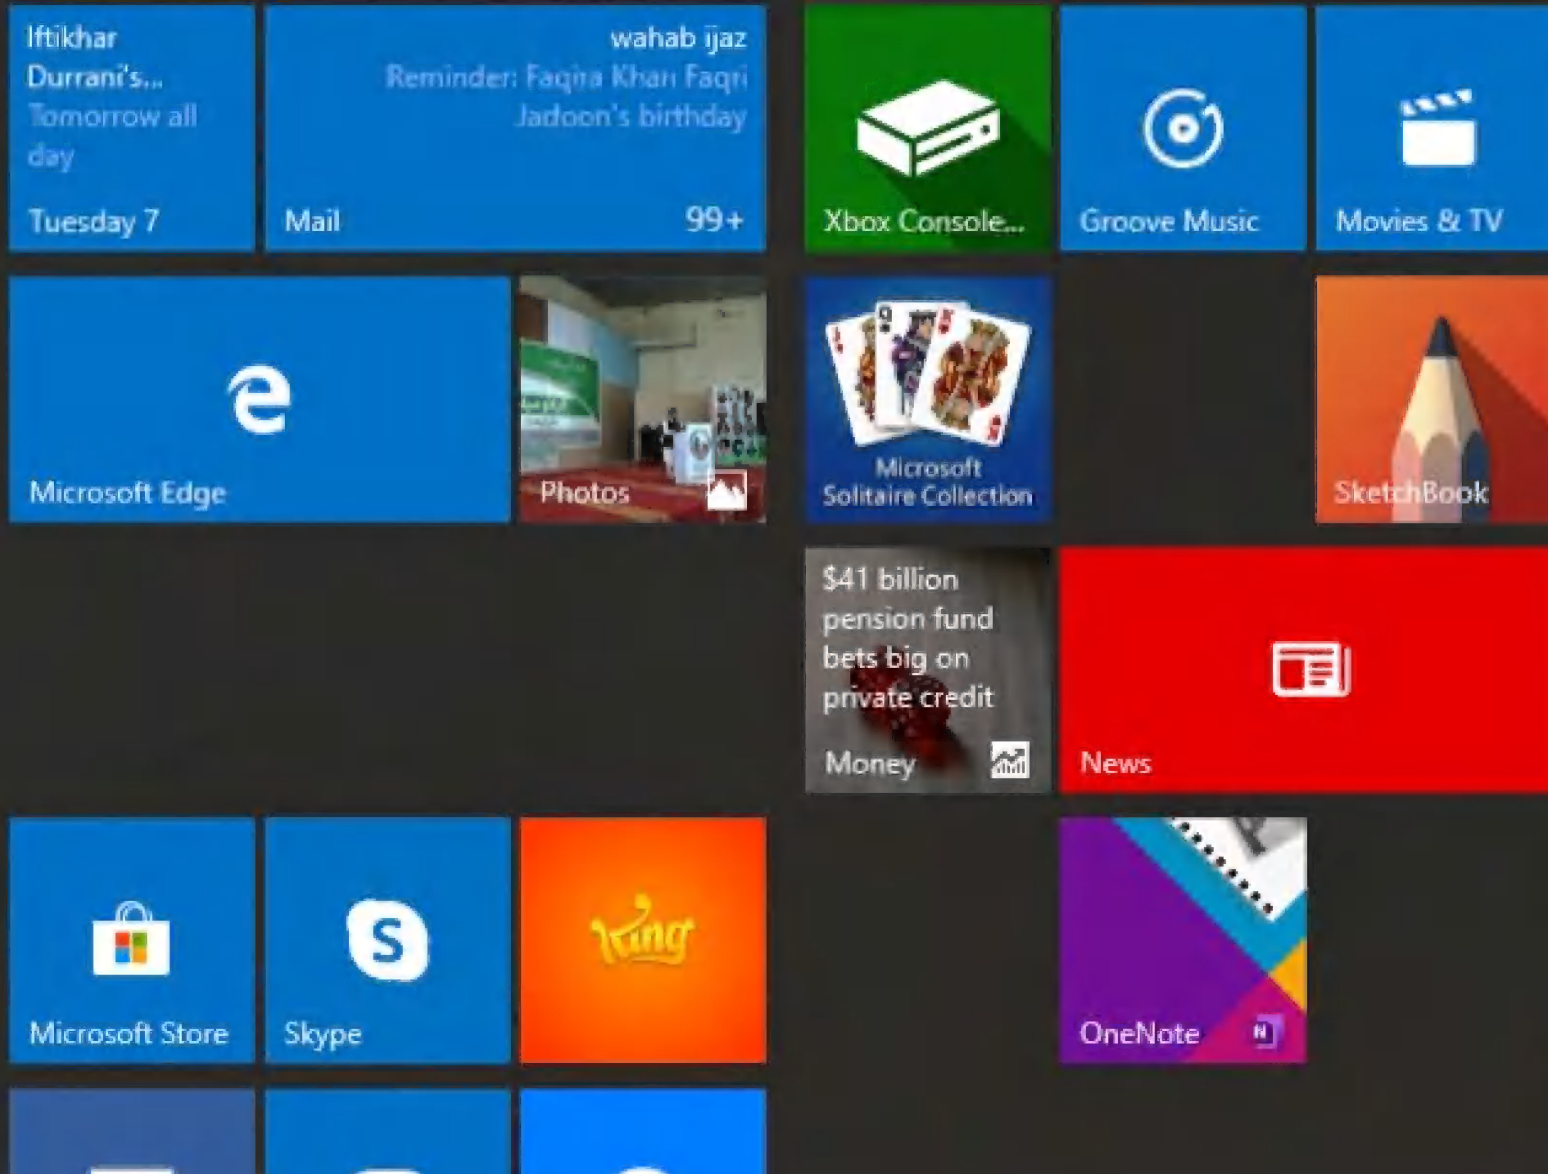 Iftikhar
Durrani's...
Tomorrow all
day
Tuesday 7
wahab ijaz
Reminder: Faqira Khan Faqri
Jadoon's birthday
Mail
99+
Xbox Console...
Groove Music
Movies & TV
Microsoft Edge
Photos
Microsoft
Solitaire Collection
SketchBook
$41 billion
pension fund
bets big on
private credit
Money
News
Microsoft Store
S
Skype
King
OneNote
N